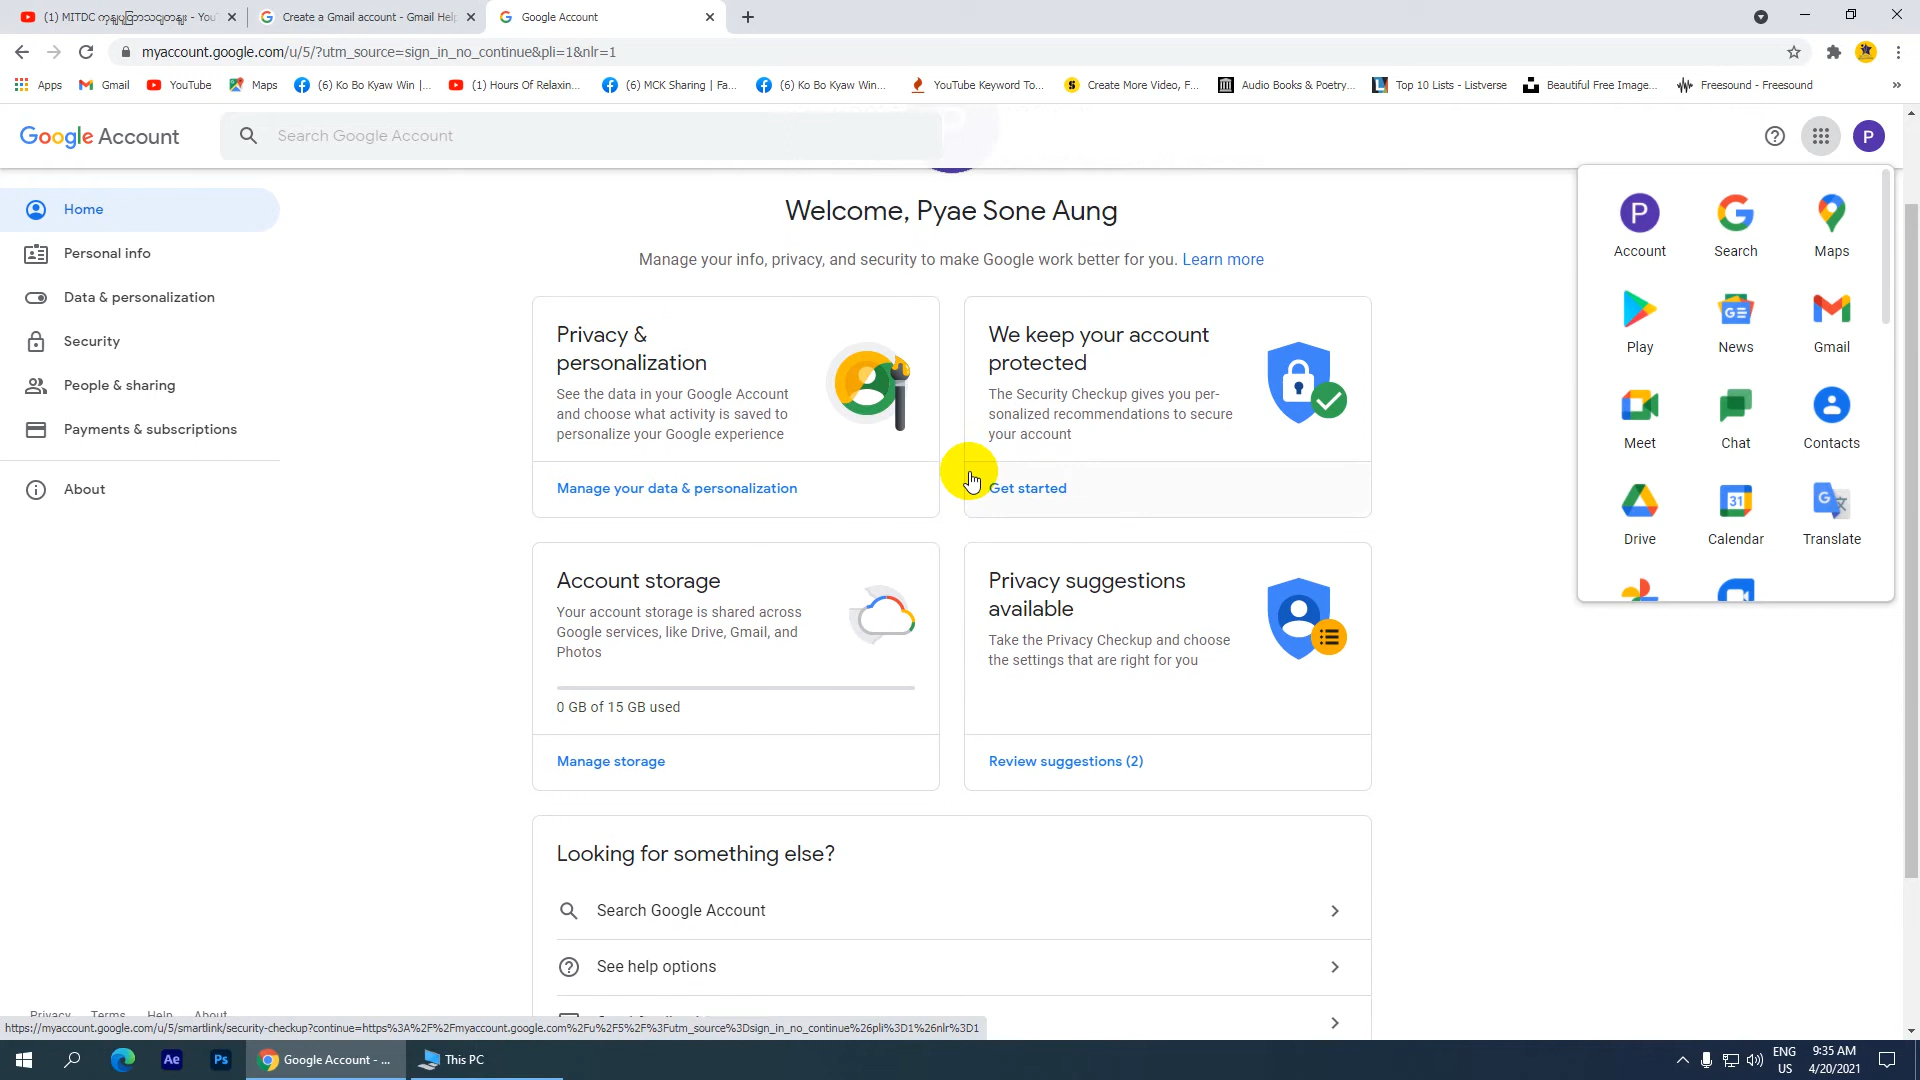 (1) MITDC
Create a Gmail account - Gmail Hel
Google Account
myaccount.google.com/u/5/?utm_source=sign_in_no_continue&pli=1&nlr=1
Apps
Gmail
YouTube
Maps
(6) Ko Bo Kyaw Win |...
(1) Hours Of Relaxin...
(6) MCK Sharing | Fa...
(6) Ko Bo Kyaw Win...
YouTube Keyword To...
Create More Video, F...
Audio Books & Poetry...
Top 10 Lists - Listverse
Beautiful Free Image...
Freesound - Freesound
»
Google Account
Search Google Account
P
Home
Personal info
Data & personalization
Security
People & sharing
Payments & subscriptions
About
Welcome, Pyae Sone Aung
Manage your info, privacy, and security to make Google work better for you. Learn more
Privacy &
personalization
See the data in your Google Account
and choose what activity is saved to
personalize your Google experience
Manage your data & personalization
We keep your account
protected
The Security Checkup gives you per-
sonalized recommendations to secure
your account
Get started
Account storage
Your account storage is shared across
Google services, like Drive, Gmail, and
Photos
0 GB of 15 GB used
Manage storage
Privacy suggestions
available
Take the Privacy Checkup and choose
the settings that are right for you
Review suggestions (2)
Looking for something else?
Search Google Account
See help options
P
Account
Search
Maps
Play
News
Gmail
Meet
Chat
Contacts
Drive
31
Calendar
Translate
Privacy Terms Help About
https://myaccount.google.com/u/5/smartlink/security-checkup?continue=https%3A%2F%2Fmyaccount.google.com%2Fu%2F5%2F%3Futm_source%3Dsign_in_no_continue%26pli%3D1%26nlr%3D1
Ae
Ps
Google Account - ...
This PC
ENG
US
9:35 AM
4/20/2021